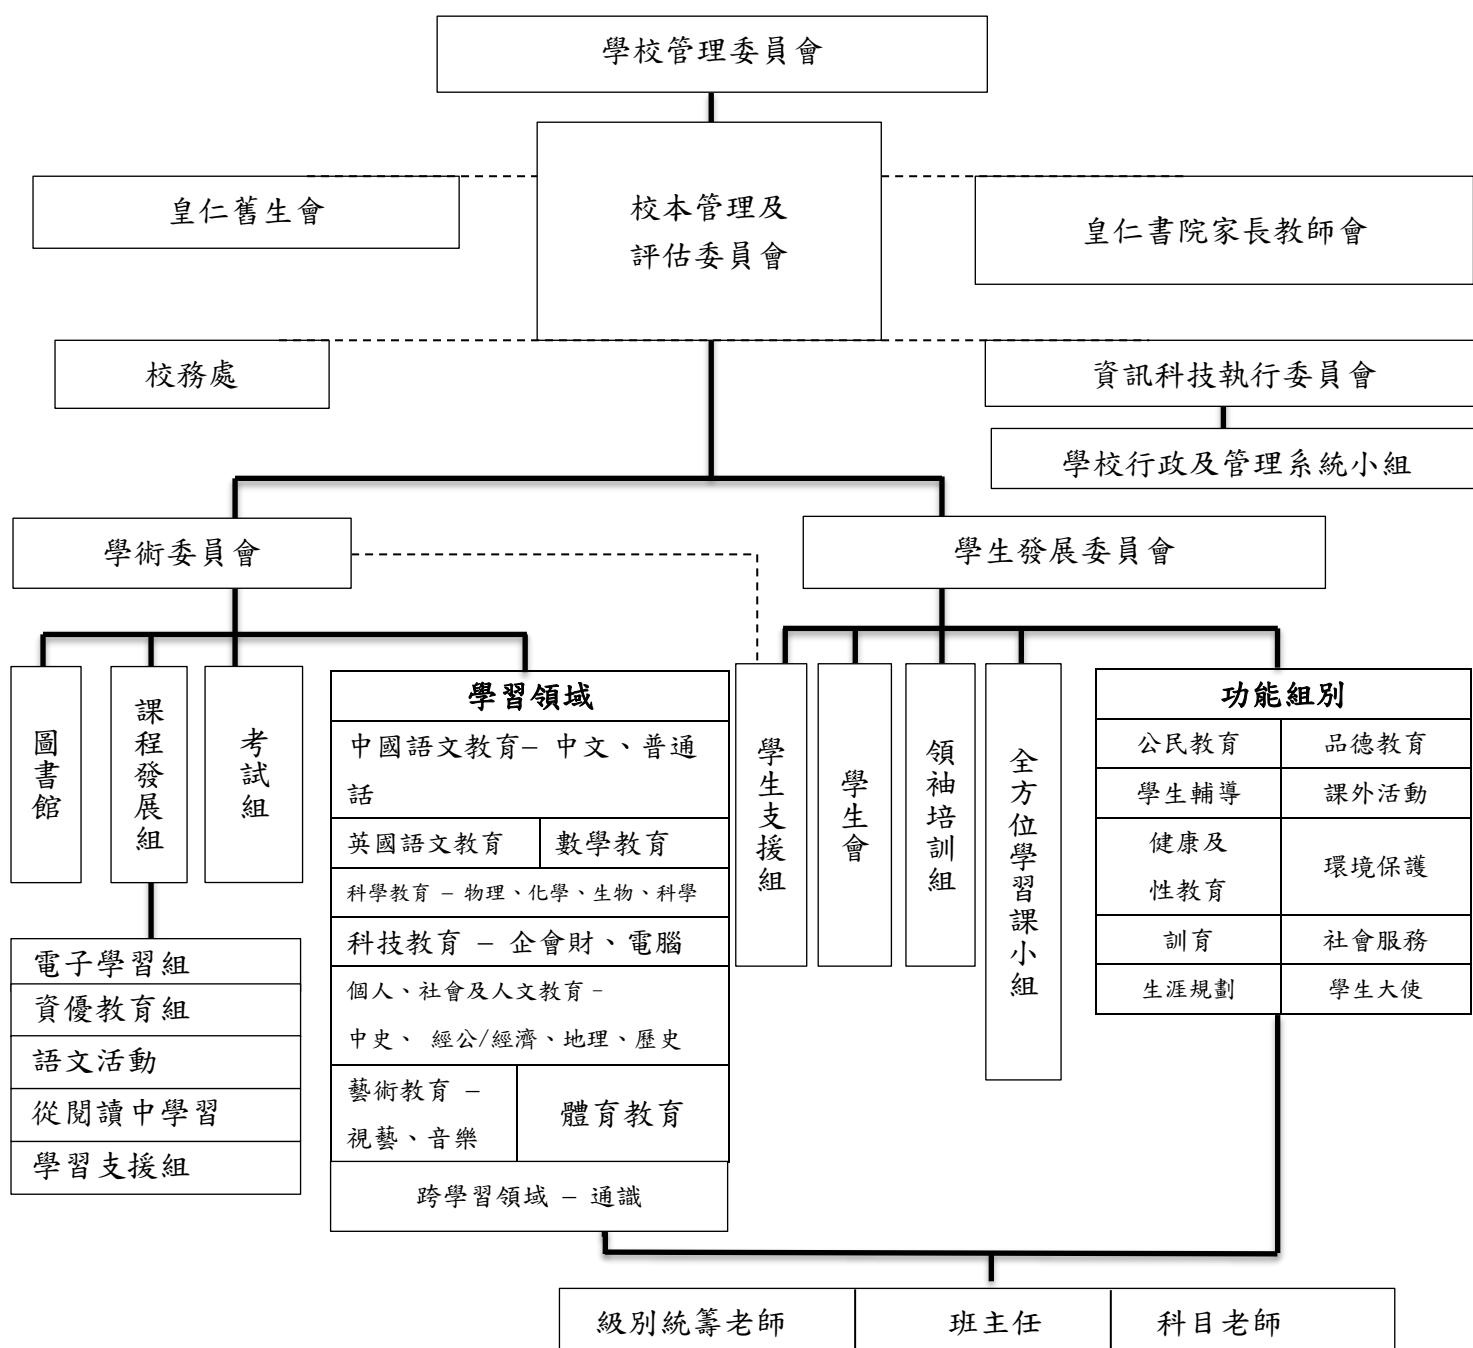 學校管理委員會
皇仁舊生會
校本管理及
評估委員會
皇仁書院家長教師會
校務處
資訊科技執行委員會
學校行政及管理系統小組
學術委員會
學生發展委員會
圖書館
課程發展組
考試組
學習領域
中國語文教育– 中文、普通
話
英國語文教育
數學教育
科學教育 – 物理、化學、生物、科學
科技教育 – 企會財、電腦
個人、社會及人文教育 -
中史、 經公/經濟、地理、歷史
藝術教育 –
視藝、音樂
體育教育
跨學習領域 – 通識
電子學習組
資優教育組
語文活動
從閱讀中學習
學習支援組
學生支援組
學生會
領袖培訓組
全方位學習課小組
功能組別
公民教育
品德教育
學生輔導
課外活動
健康及
性教育
環境保護
訓育
社會服務
生涯規劃
學生大使
級別統籌老師
班主任
科目老師